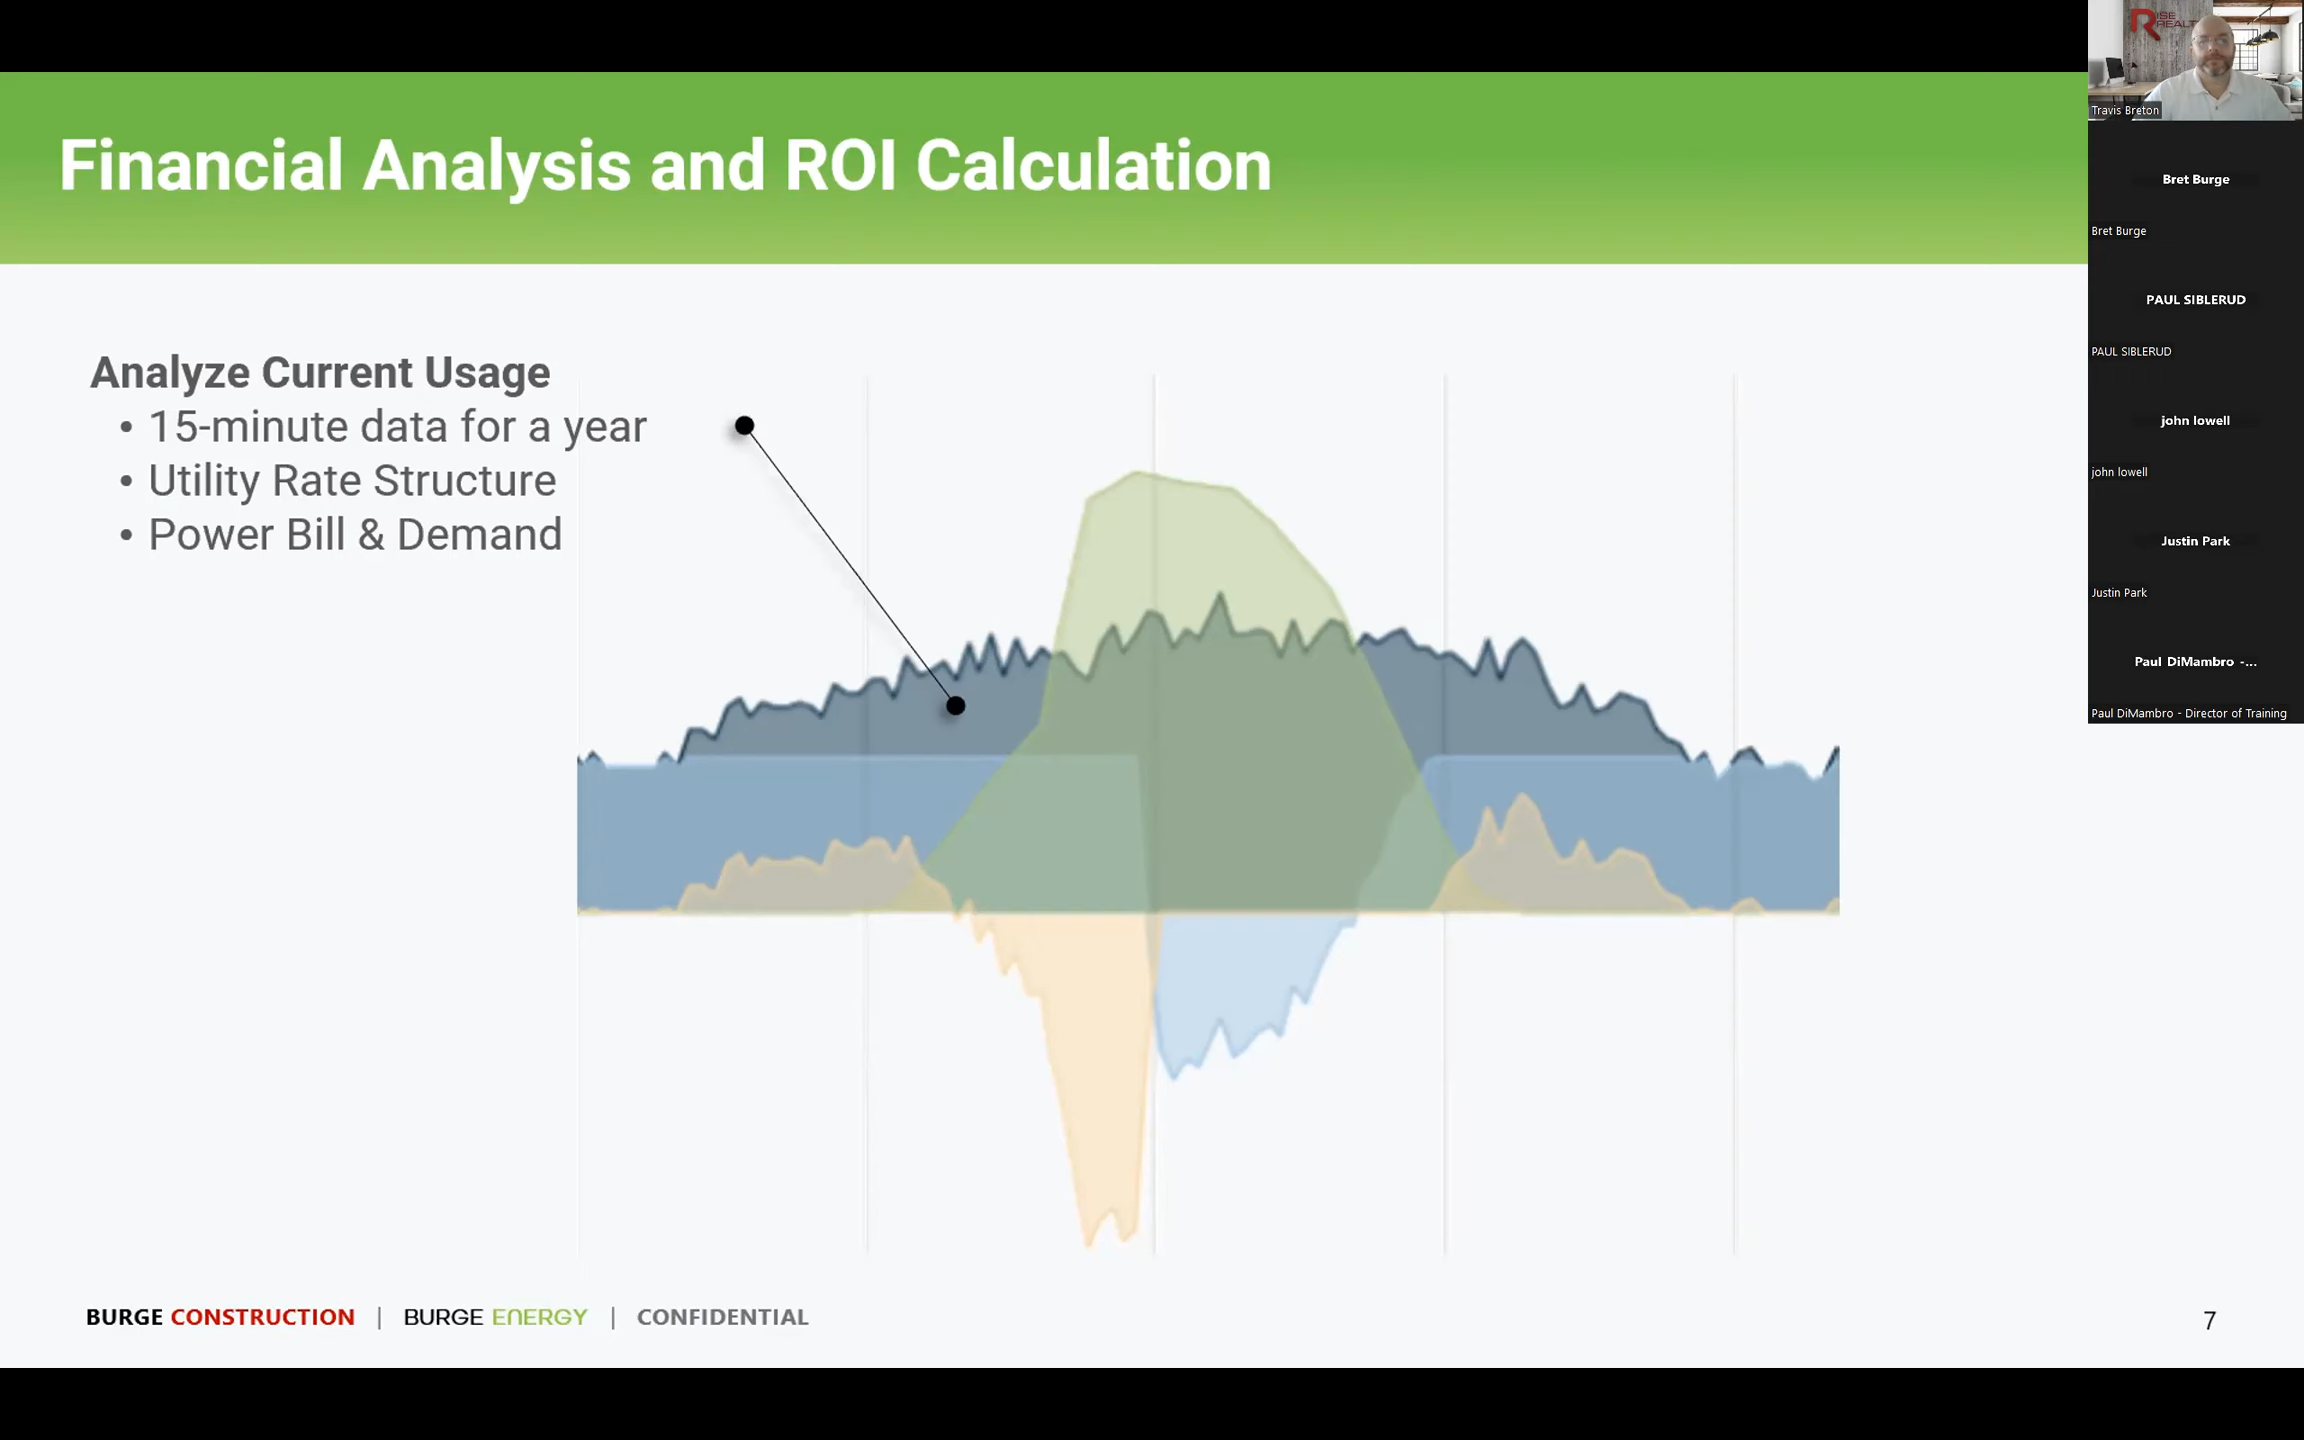 Financial Analysis and ROI Calculation
Analyze Current Usage
• 15-minute data for a year
• Utility Rate Structure
• Power Bill & Demand
BURGE CONSTRUCTION | BURGE ENERGY | CONFIDENTIAL
7
RISE
REALT
Travis Breton
Bret Burge
Bret Burge
PAUL SIBLERUD
PAUL SIBLERUD
john lowell
john lowell
Justin Park
Justin Park
Paul DiMambro -...
Paul DiMambro - Director of Training